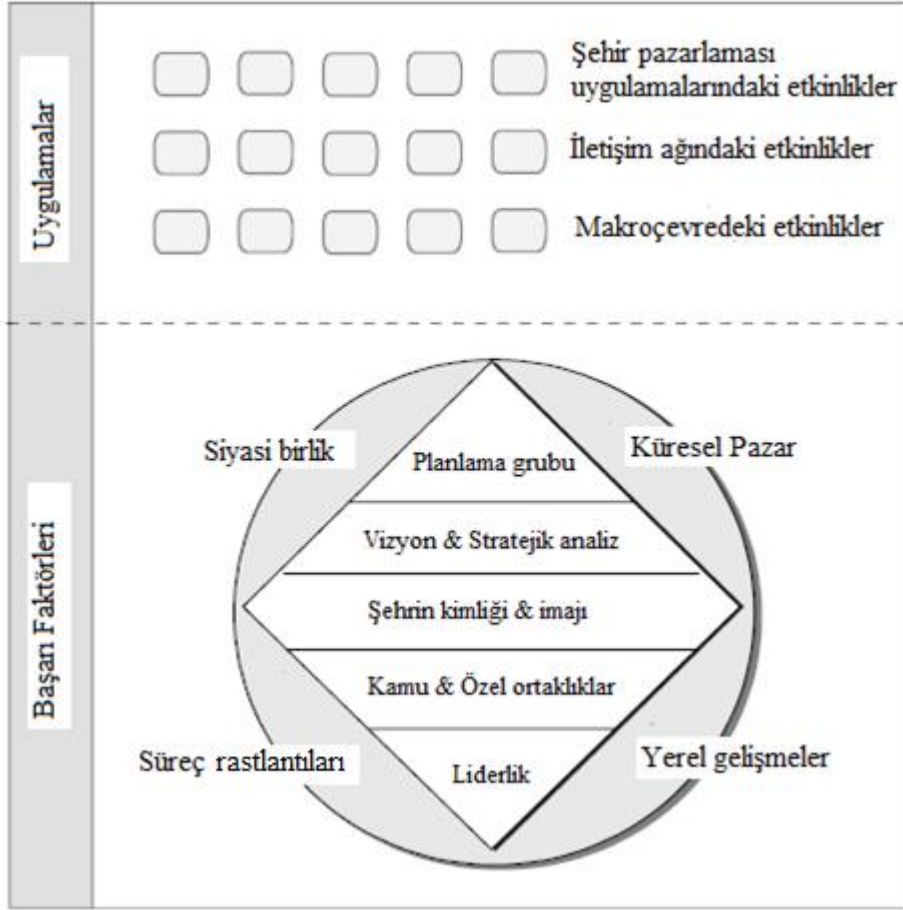 Uygulamalar
Şehir pazarlaması
uygulamalarındaki etkinlikler
İletişim ağındaki etkinlikler
Makroçevredeki etkinlikler
Başarı Faktörleri
Siyasi birlik
Küresel Pazar
Planlama grubu
Vizyon & Stratejik analiz
Şehrin kimliği & imajı
Kamu & Özel ortaklıklar
Süreç rastlantıları
Yerel gelişmeler
Liderlik